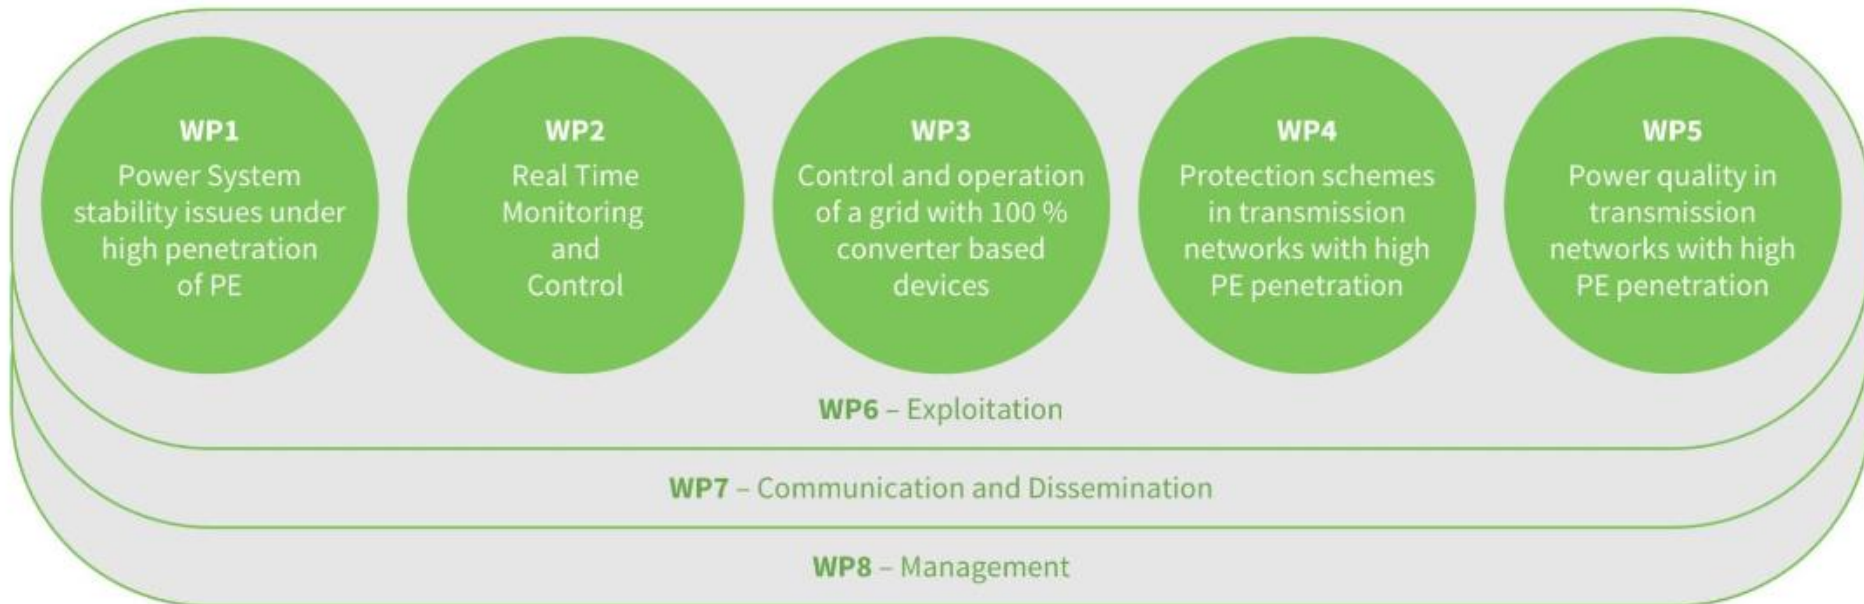 WP1
Power System
stability issues under
high penetration
of PE
WP2
Real Time
Monitoring
and
Control
WP3
Control and operation
of a grid with 100 %
converter based
devices
WP4
Protection schemes
in transmission
networks with high
PE penetration
WP5
Power quality in
transmission
networks with high
PE penetration
WP6 – Exploitation
WP7 – Communication and Dissemination
WP8 – Management